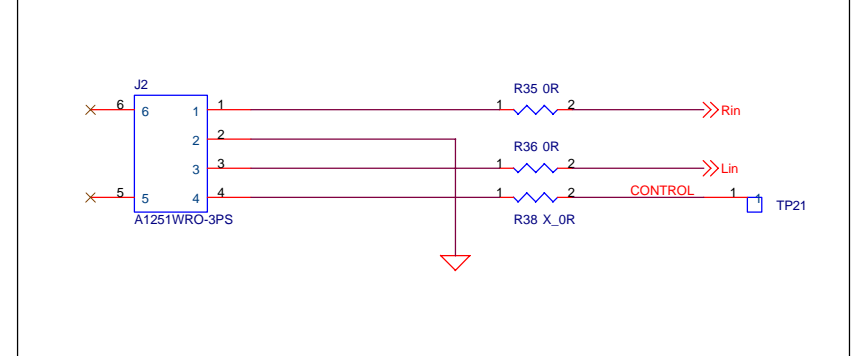 J2
R35 0R
6 6 1 1 1 2 Rin
2 2
R36 0R
3 3 1 2 Lin
5 5 4 4 1 2 CONTROL 1 1 TP21
A1251WRO-3PS
R38 X_0R